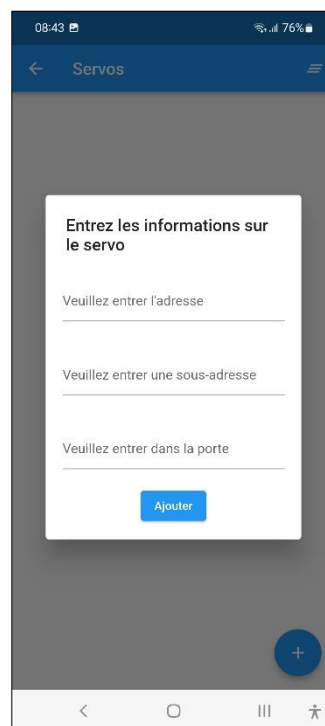 08:43 76%
Servos
Entrez les informations sur
le servo
Veuillez entrer l'adresse
Veuillez entrer une sous-adresse
Veuillez entrer dans la porte
Ajouter
+